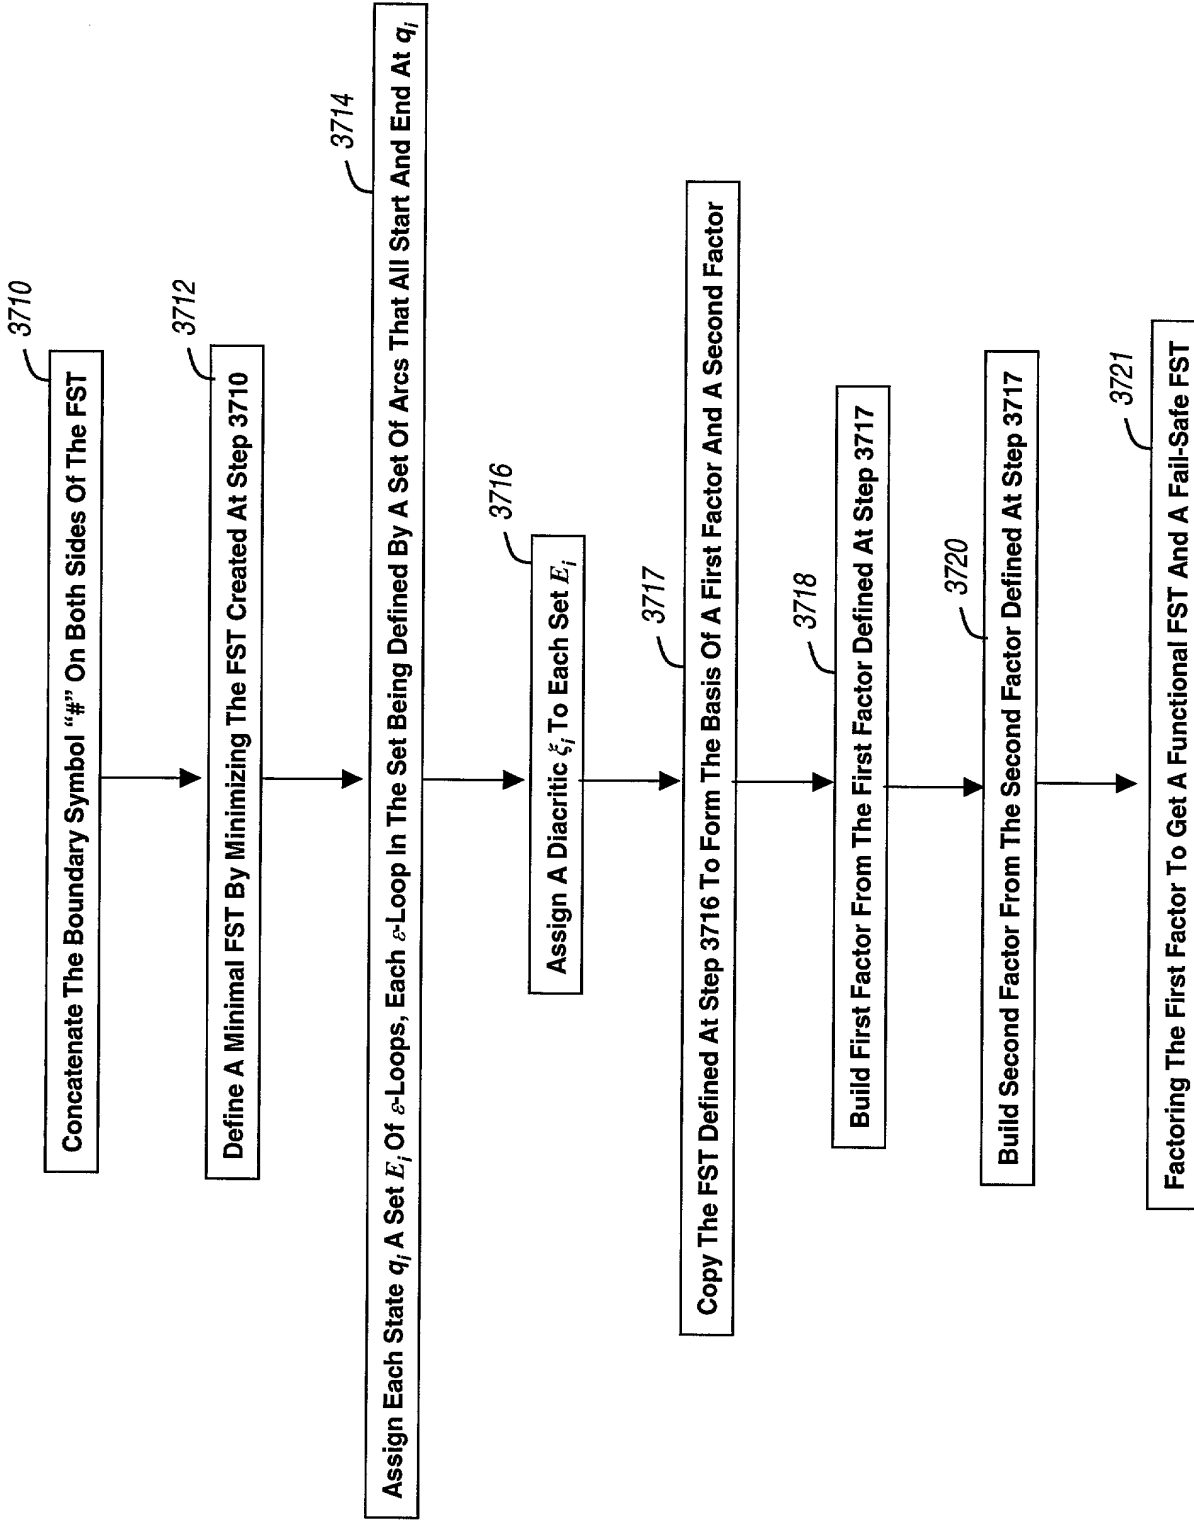 3710
Concatenate The Boundary Symbol “#” On Both Sides Of The FST
3712
Define A Minimal FST By Minimizing The FST Created At Step 3710
3714
Assign Each State qi A Set Ei Of ε-Loops, Each ε-Loop In The Set Being Defined By A Set Of Arcs That All Start And End At qi
3716
Assign A Diacritic ξi To Each Set Ei
3717
Copy The FST Defined At Step 3716 To Form The Basis Of A First Factor And A Second Factor
3718
Build First Factor From The First Factor Defined At Step 3717
3720
Build Second Factor From The Second Factor Defined At Step 3717
3721
Factoring The First Factor To Get A Functional FST And A Fail-Safe FST